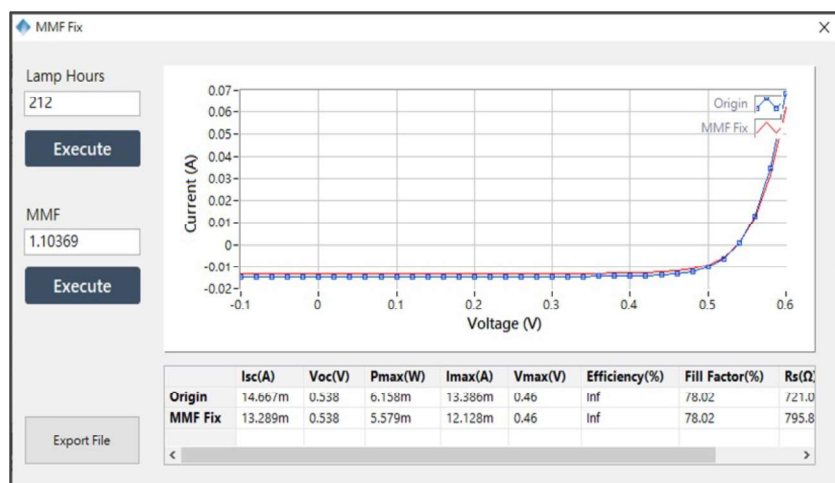 MMF Fix
Lamp Hours
212
Execute
MMF
1.10369
Execute
Export File
Origin
MMF Fix
Current (A)
0.07
0.06
0.05
0.04
0.03
0.02
0.01
0
-0.01
-0.02
-0.1 0 0.1 0.2 0.3 0.4 0.5 0.6
Voltage (V)
Isc(A) Voc(V) Pmax(W) Imax(A) Vmax(V) Efficiency(%) Fill Factor(%) Rs(Ω
Origin 14.667m 0.538 6.158m 13.386m 0.46 Inf 78.02 721.0
MMF Fix 13.289m 0.538 5.579m 12.128m 0.46 Inf 78.02 795.8